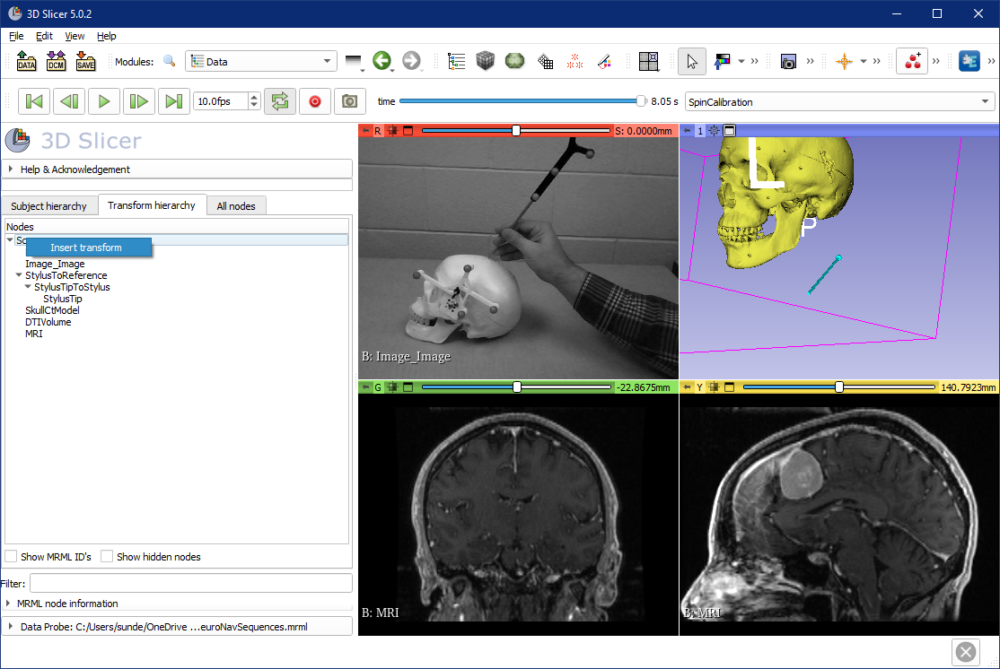 3D Slicer 5.0.2
File Edit View Help
DATA DCM SAVE Modules: Data
10.0fps time 8.05 s SpinCalibration
3D Slicer
Help & Acknowledgement
Subject hierarchy Transform hierarchy All nodes
Nodes
Sc
Insert transform
Image_Image
StylusToReference
StylusTipToStylus
StylusTip
SkullCtModel
DTIVolume
MRI
Show MRML ID's Show hidden nodes
Filter:
MRML node information
Data Probe: C:/Users/sunde/OneDrive ...euroNavSequences.mrml
R S: 0.0000mm
B: Image_Image
1
L
P
G -22.8675mm
B: MRI
Y 140.7923mm
B: MRI